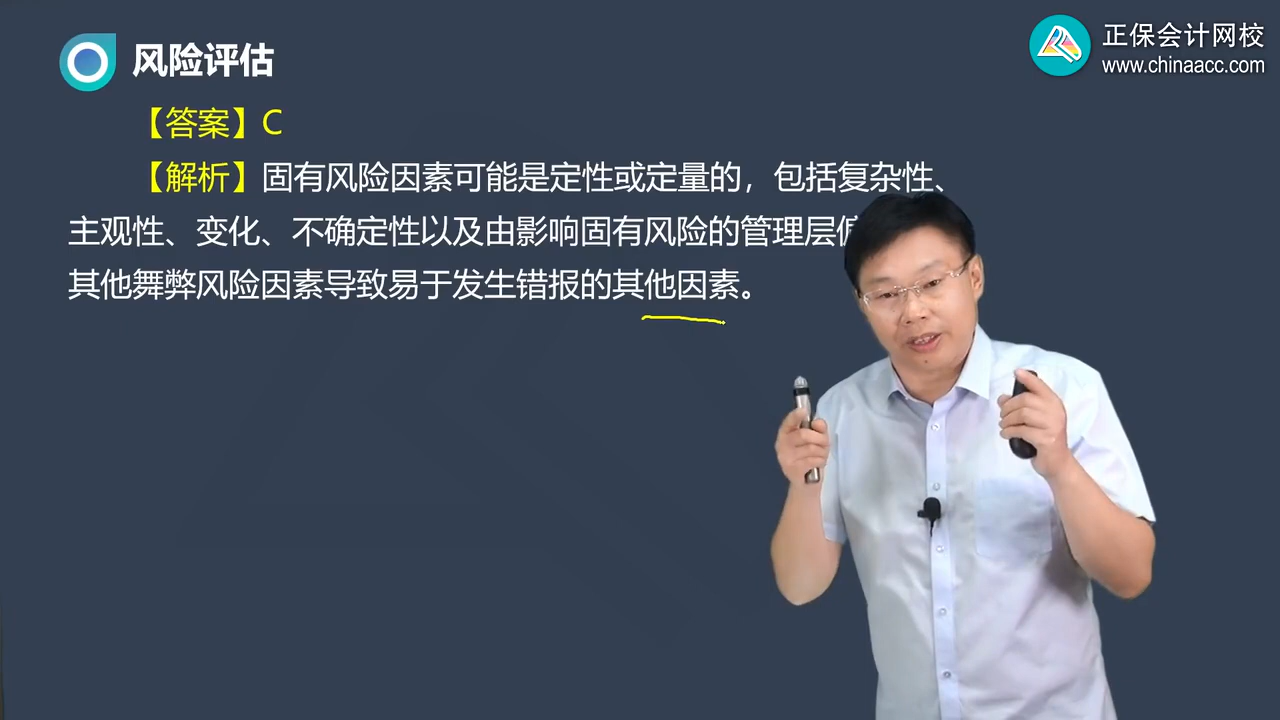 风险评估
正保会计网校
www.chinaacc.com
【答案】C
【解析】固有风险因素可能是定性或定量的，包括复杂性、
主观性、变化、不确定性以及由影响固有风险的管理层
其他舞弊风险因素导致易于发生错报的其他因素。